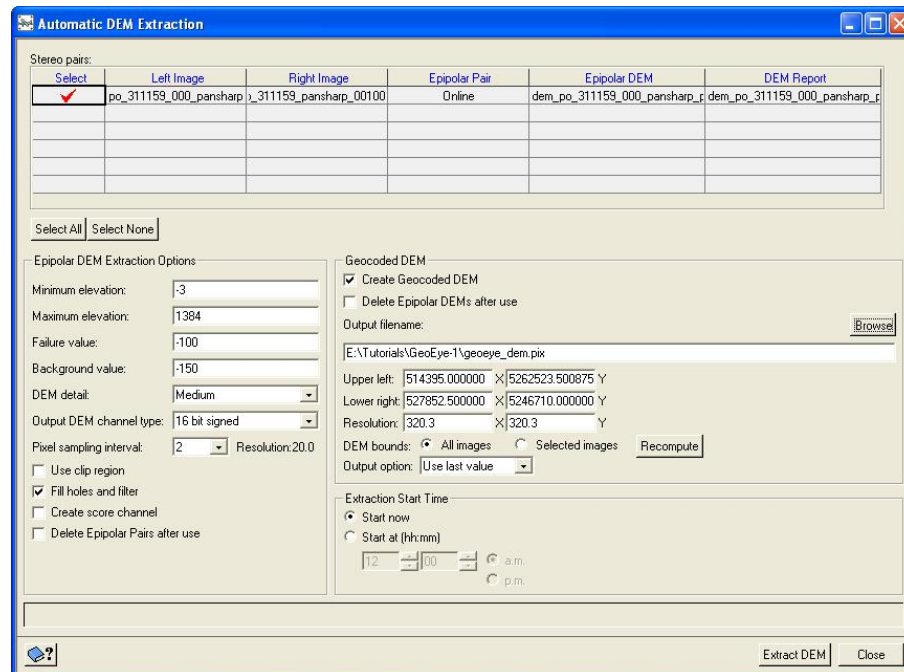 Automatic DEM Extraction
Stereo pairs:
Select Left Image Right Image Epipolar Pair Epipolar DEM DEM Report
po_311159_000_pansharp _311159_pansharp_00100 Online dem_po_311159_000_pansharp_p dem_po_311159_000_pansharp_p
Select All Select None
Epipolar DEM Extraction Options
Minimum elevation: -3
Maximum elevation: 1384
Failure value: -100
Background value: -150
DEM detail: Medium
Output DEM channel type: 16 bit signed
Pixel sampling interval: 2 Resolution:20.0
Use clip region
Fill holes and filter
Create score channel
Delete Epipolar Pairs after use
Geocoded DEM
Create Geocoded DEM
Delete Epipolar DEMs after use
Output filename: Browse
E:\Tutorials\GeoEye-1\geoeye_dem.pix
Upper left: 514395.000000 X 5262523.500875 Y
Lower right: 527852.500000 X 5246710.000000 Y
Resolution: 320.3 X 320.3 Y
DEM bounds: All images Selected images Recompute
Output option: Use last value
Extraction Start Time
Start now
Start at (hh:mm)
12 00 a.m.
p.m.
? Extract DEM Close